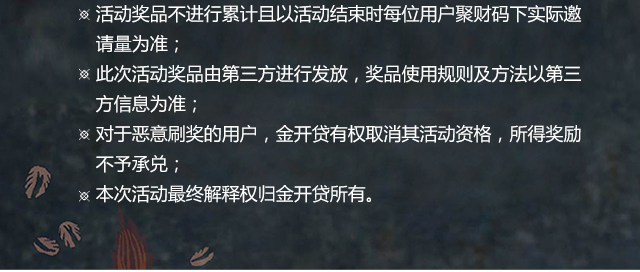 ※ 活动奖品不进行累计且以活动结束时每位用户聚财码下实际邀
请量为准；
※ 此次活动奖品由第三方进行发放，奖品使用规则及方法以第三
方信息为准；
※ 对于恶意刷奖的用户，金开贷有权取消其活动资格，所得奖励
不予承兑；
※ 本次活动最终解释权归金开贷所有。